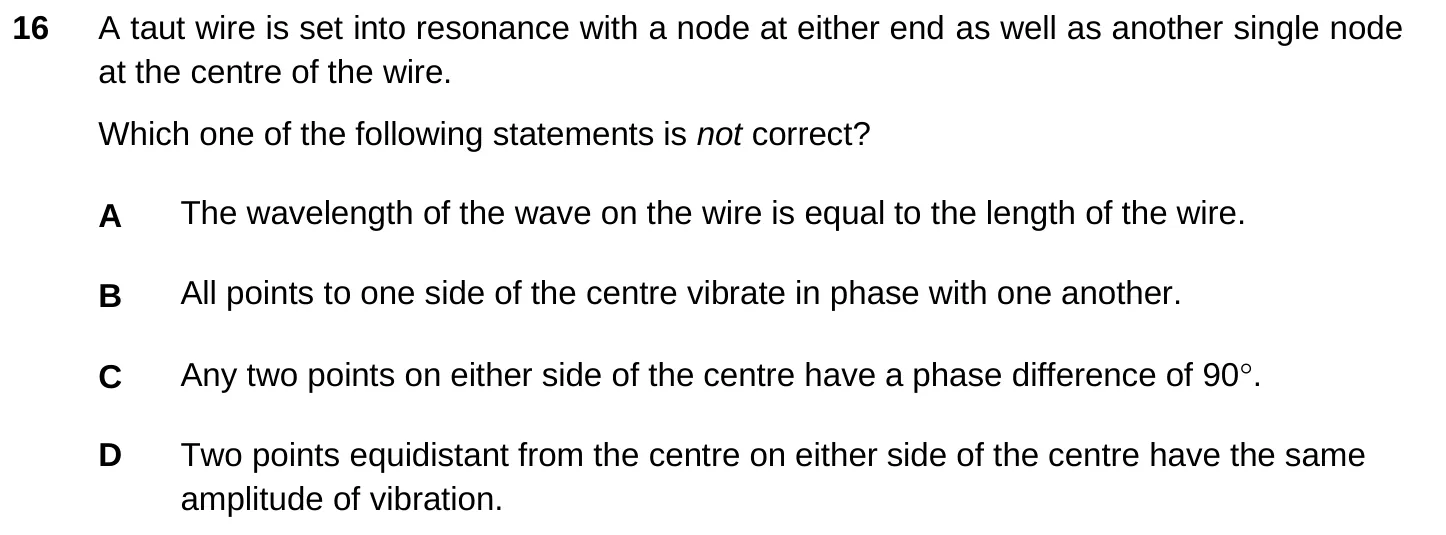 16 A taut wire is set into resonance with a node at either end as well as another single node
at the centre of the wire.
Which one of the following statements is not correct?
A The wavelength of the wave on the wire is equal to the length of the wire.
B All points to one side of the centre vibrate in phase with one another.
C Any two points on either side of the centre have a phase difference of 90°.
D Two points equidistant from the centre on either side of the centre have the same
amplitude of vibration.